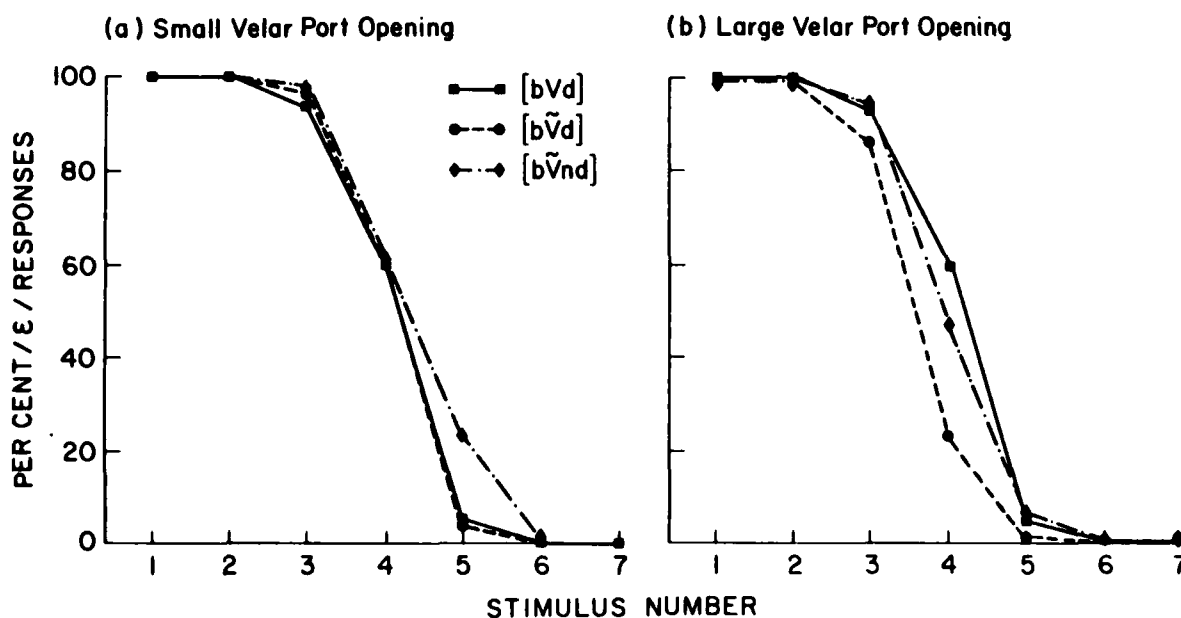 (a) Small Velar Port Opening
(b) Large Velar Port Opening
PER CENT /ɛ/ RESPONSES
100
80
60
40
20
0
[bVd]
[bṼd]
[bṼnd]
1 2 3 4 5 6 7
1 2 3 4 5 6 7
STIMULUS NUMBER